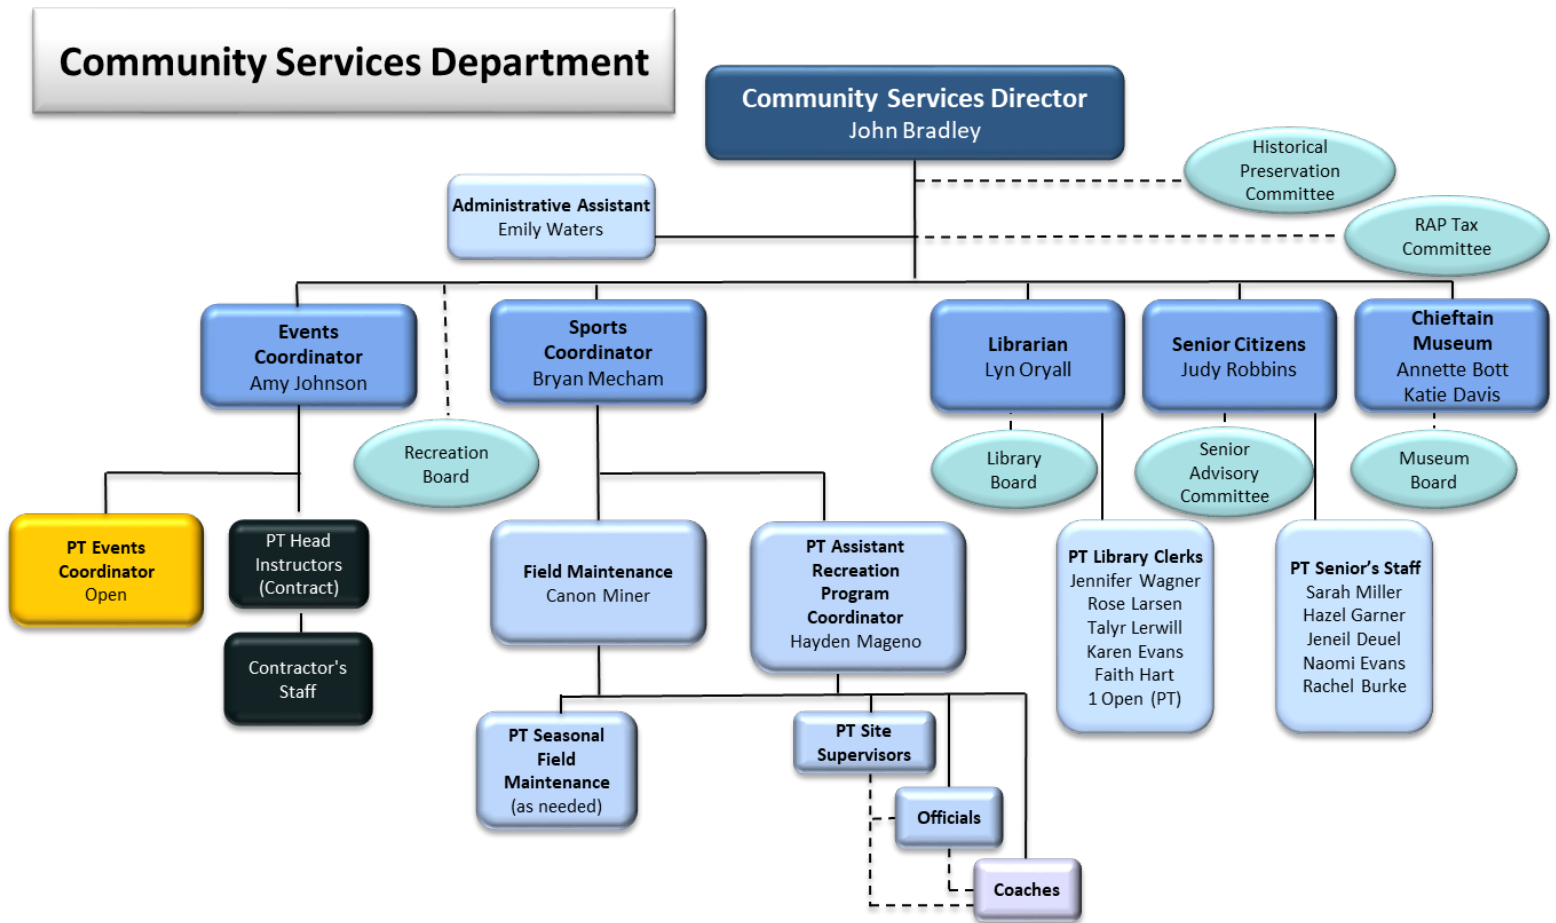 Community Services Department
Community Services Director
John Bradley
Historical
Preservation
Committee
Administrative Assistant
Emily Waters
RAP Tax
Committee
Events
Coordinator
Amy Johnson
Sports
Coordinator
Bryan Mecham
Librarian
Lyn Oryall
Senior Citizens
Judy Robbins
Chieftain
Museum
Annette Bott
Katie Davis
Recreation
Board
Library
Board
Senior
Advisory
Committee
Museum
Board
PT Events
Coordinator
Open
PT Head
Instructors
(Contract)
Contractor's
Staff
Field Maintenance
Canon Miner
PT Assistant
Recreation
Program
Coordinator
Hayden Mageno
PT Library Clerks
Jennifer Wagner
Rose Larsen
Talyr Lerwill
Karen Evans
Faith Hart
1 Open (PT)
PT Senior’s Staff
Sarah Miller
Hazel Garner
Jeneil Deuel
Naomi Evans
Rachel Burke
PT Seasonal
Field
Maintenance
(as needed)
PT Site
Supervisors
Officials
Coaches